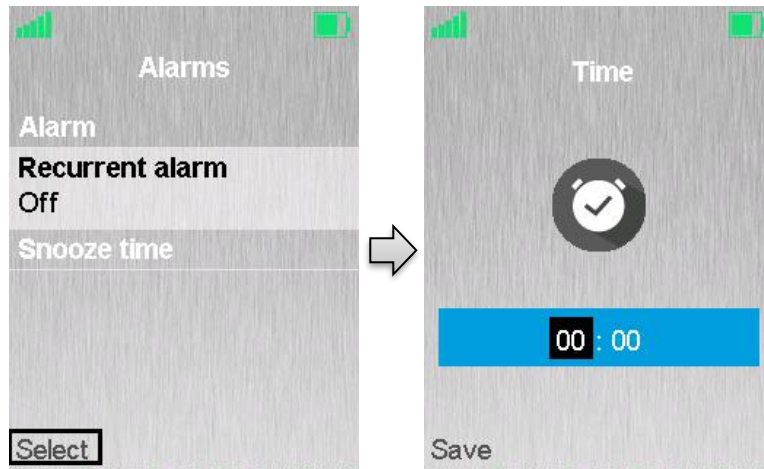 Alarms
Alarm
Recurrent alarm
Off
Snooze time
Select
Time
00 : 00
Save